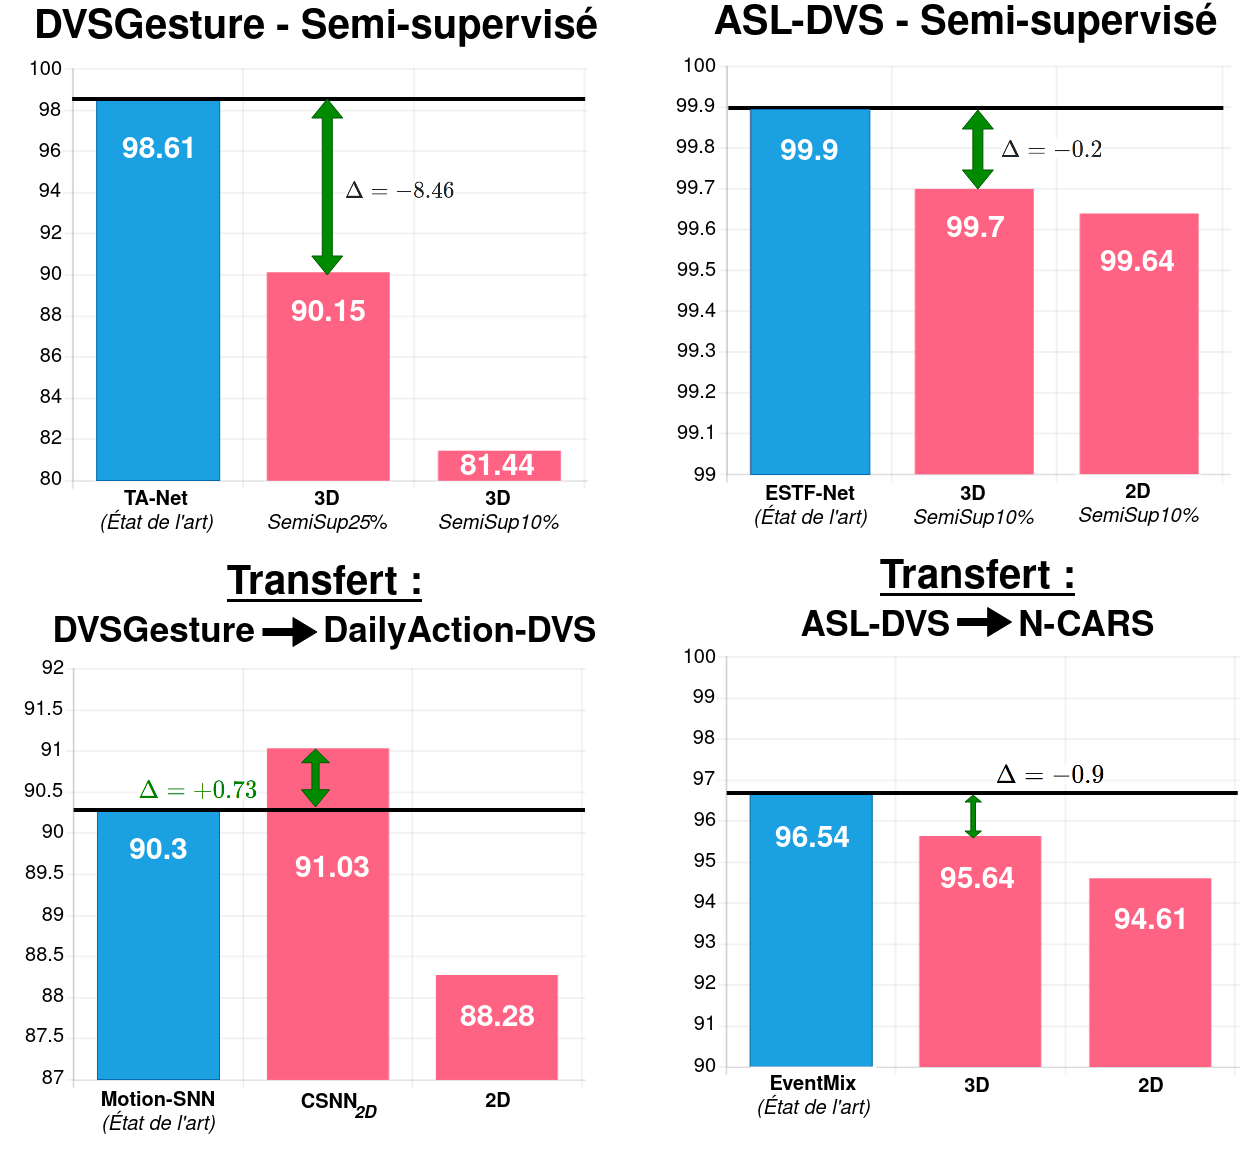 DVSGesture - Semi-supervisé
100
98
96
94
92
90
88
86
84
82
80
98.61
90.15
81.44
Δ = −8.46
TA-Net
(État de l'art)
3D
SemiSup25%
3D
SemiSup10%
ASL-DVS - Semi-supervisé
100
99.9
99.8
99.7
99.6
99.5
99.4
99.3
99.2
99.1
99
99.9
99.7
99.64
Δ = −0.2
ESTF-Net
(État de l'art)
3D
SemiSup10%
2D
SemiSup10%
Transfert :
DVSGesture ➡ DailyAction-DVS
92
91.5
91
90.5
90
89.5
89
88.5
88
87.5
87
Δ = +0.73
90.3
91.03
88.28
Motion-SNN
(État de l'art)
CSNN2D
2D
Transfert :
ASL-DVS ➡ N-CARS
100
99
98
97
96
95
94
93
92
91
90
Δ = −0.9
96.54
95.64
94.61
EventMix
(État de l'art)
3D
2D